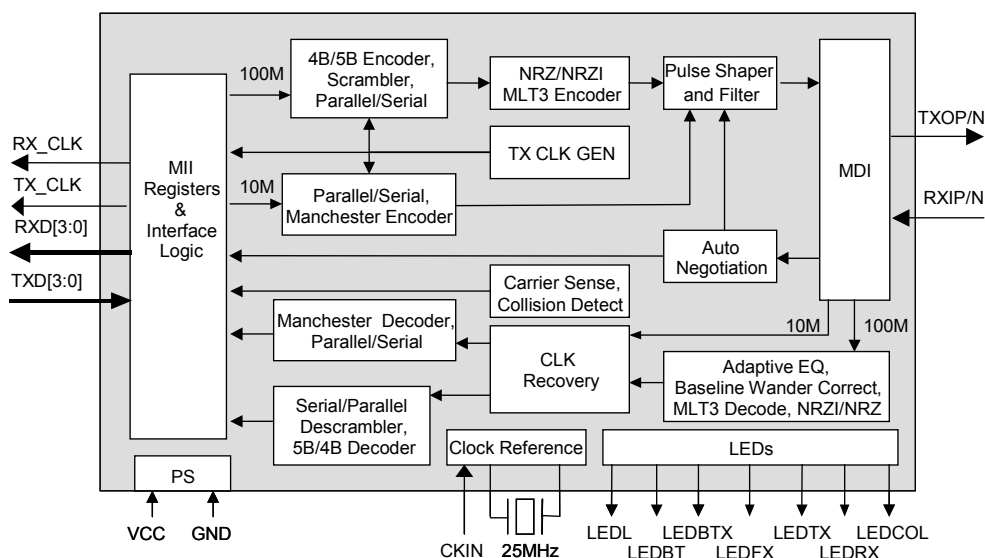 4B/5B Encoder,
Scrambler,
Parallel/Serial
100M
NRZ/NRZI
MLT3 Encoder
Pulse Shaper
and Filter
MDI
TXOP/N
RXIP/N
RX_CLK
TX_CLK
RXD[3:0]
TXD[3:0]
MII
Registers
&
Interface
Logic
TX CLK GEN
10M
Parallel/Serial,
Manchester Encoder
Auto
Negotiation
Carrier Sense,
Collision Detect
10M
100M
Manchester Decoder,
Parallel/Serial
CLK
Recovery
Adaptive EQ,
Baseline Wander Correct,
MLT3 Decode, NRZI/NRZ
Serial/Parallel
Descrambler,
5B/4B Decoder
Clock Reference
LEDs
PS
VCC
GND
CKIN
25MHz
LEDL
LEDBT
LEDBTX
LEDFX
LEDTX
LEDRX
LEDCOL